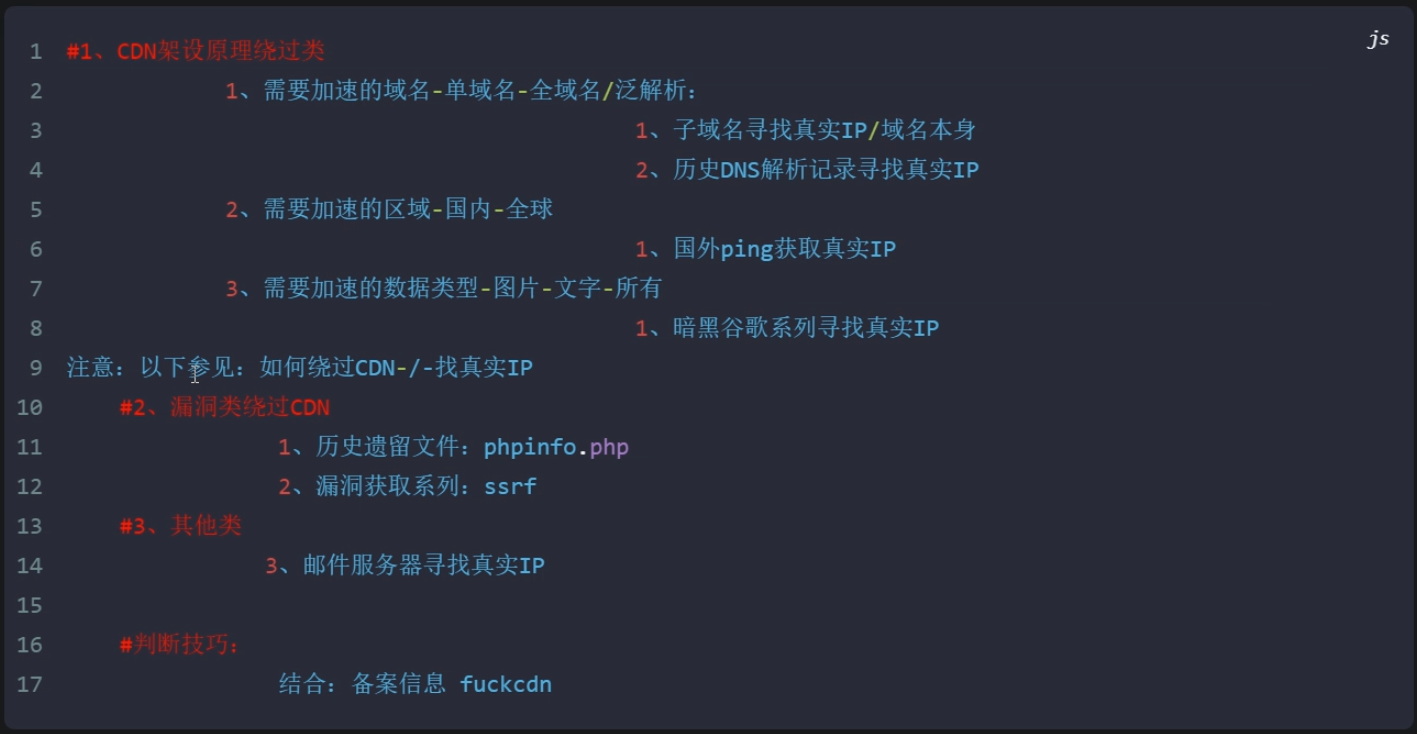 js
1 #1、CDN架设原理绕过类
2 1、需要加速的域名-单域名-全域名/泛解析：
3 1、子域名寻找真实IP/域名本身
4 2、历史DNS解析记录寻找真实IP
5 2、需要加速的区域-国内-全球
6 1、国外ping获取真实IP
7 3、需要加速的数据类型-图片-文字-所有
8 1、暗黑谷歌系列寻找真实IP
9 注意：以下参见：如何绕过CDN-/-找真实IP
10 #2、漏洞类绕过CDN
11 1、历史遗留文件：phpinfo.php
12 2、漏洞获取系列：ssrf
13 #3、其他类
14 3、邮件服务器寻找真实IP
15
16 #判断技巧：
17 结合：备案信息 fuckcdn